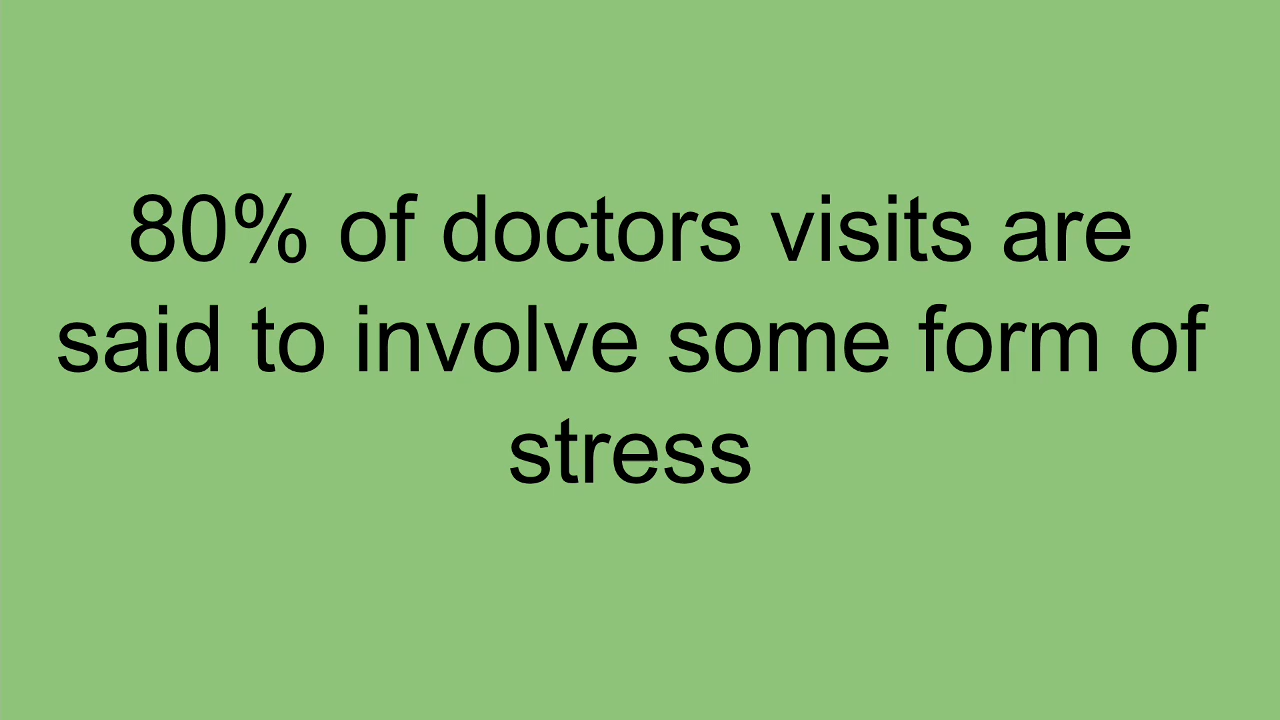 80% of doctors visits are
said to involve some form of
stress